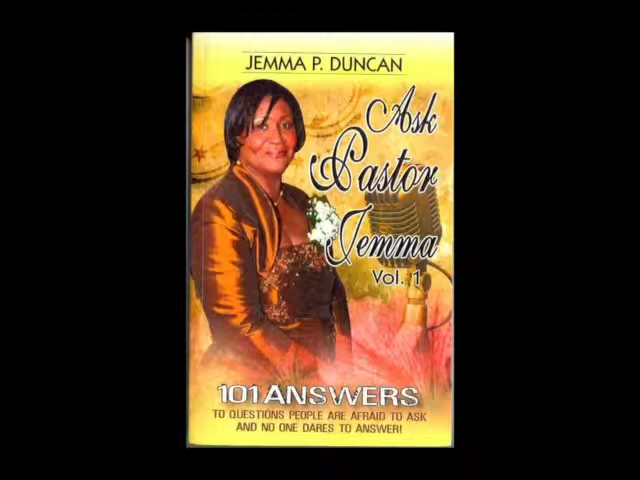 JEMMA P. DUNCAN
Ask
Pastor
Jemma
Vol. 1
101 ANSWERS
TO QUESTIONS PEOPLE ARE AFRAID TO ASK
AND NO ONE DARES TO ANSWER!